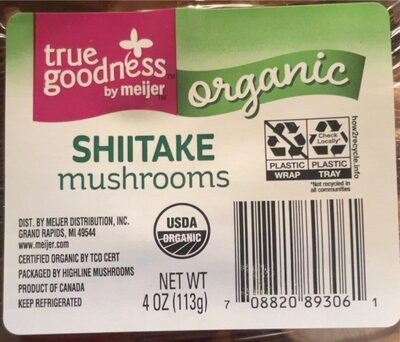 true
goodness™
by meijer™
organic
SHIITAKE
mushrooms
Check
Locally*
PLASTIC
WRAP
PLASTIC
TRAY
*Not recycled in
all communities
how2recycle.info
DIST. BY MEIJER DISTRIBUTION, INC.
GRAND RAPIDS, MI 49544
www.meijer.com
CERTIFIED ORGANIC BY TCO CERT
PACKAGED BY HIGHLINE MUSHROOMS
PRODUCT OF CANADA
KEEP REFRIGERATED
USDA
ORGANIC
NET WT
4 OZ (113g)
7 08820 89306 1